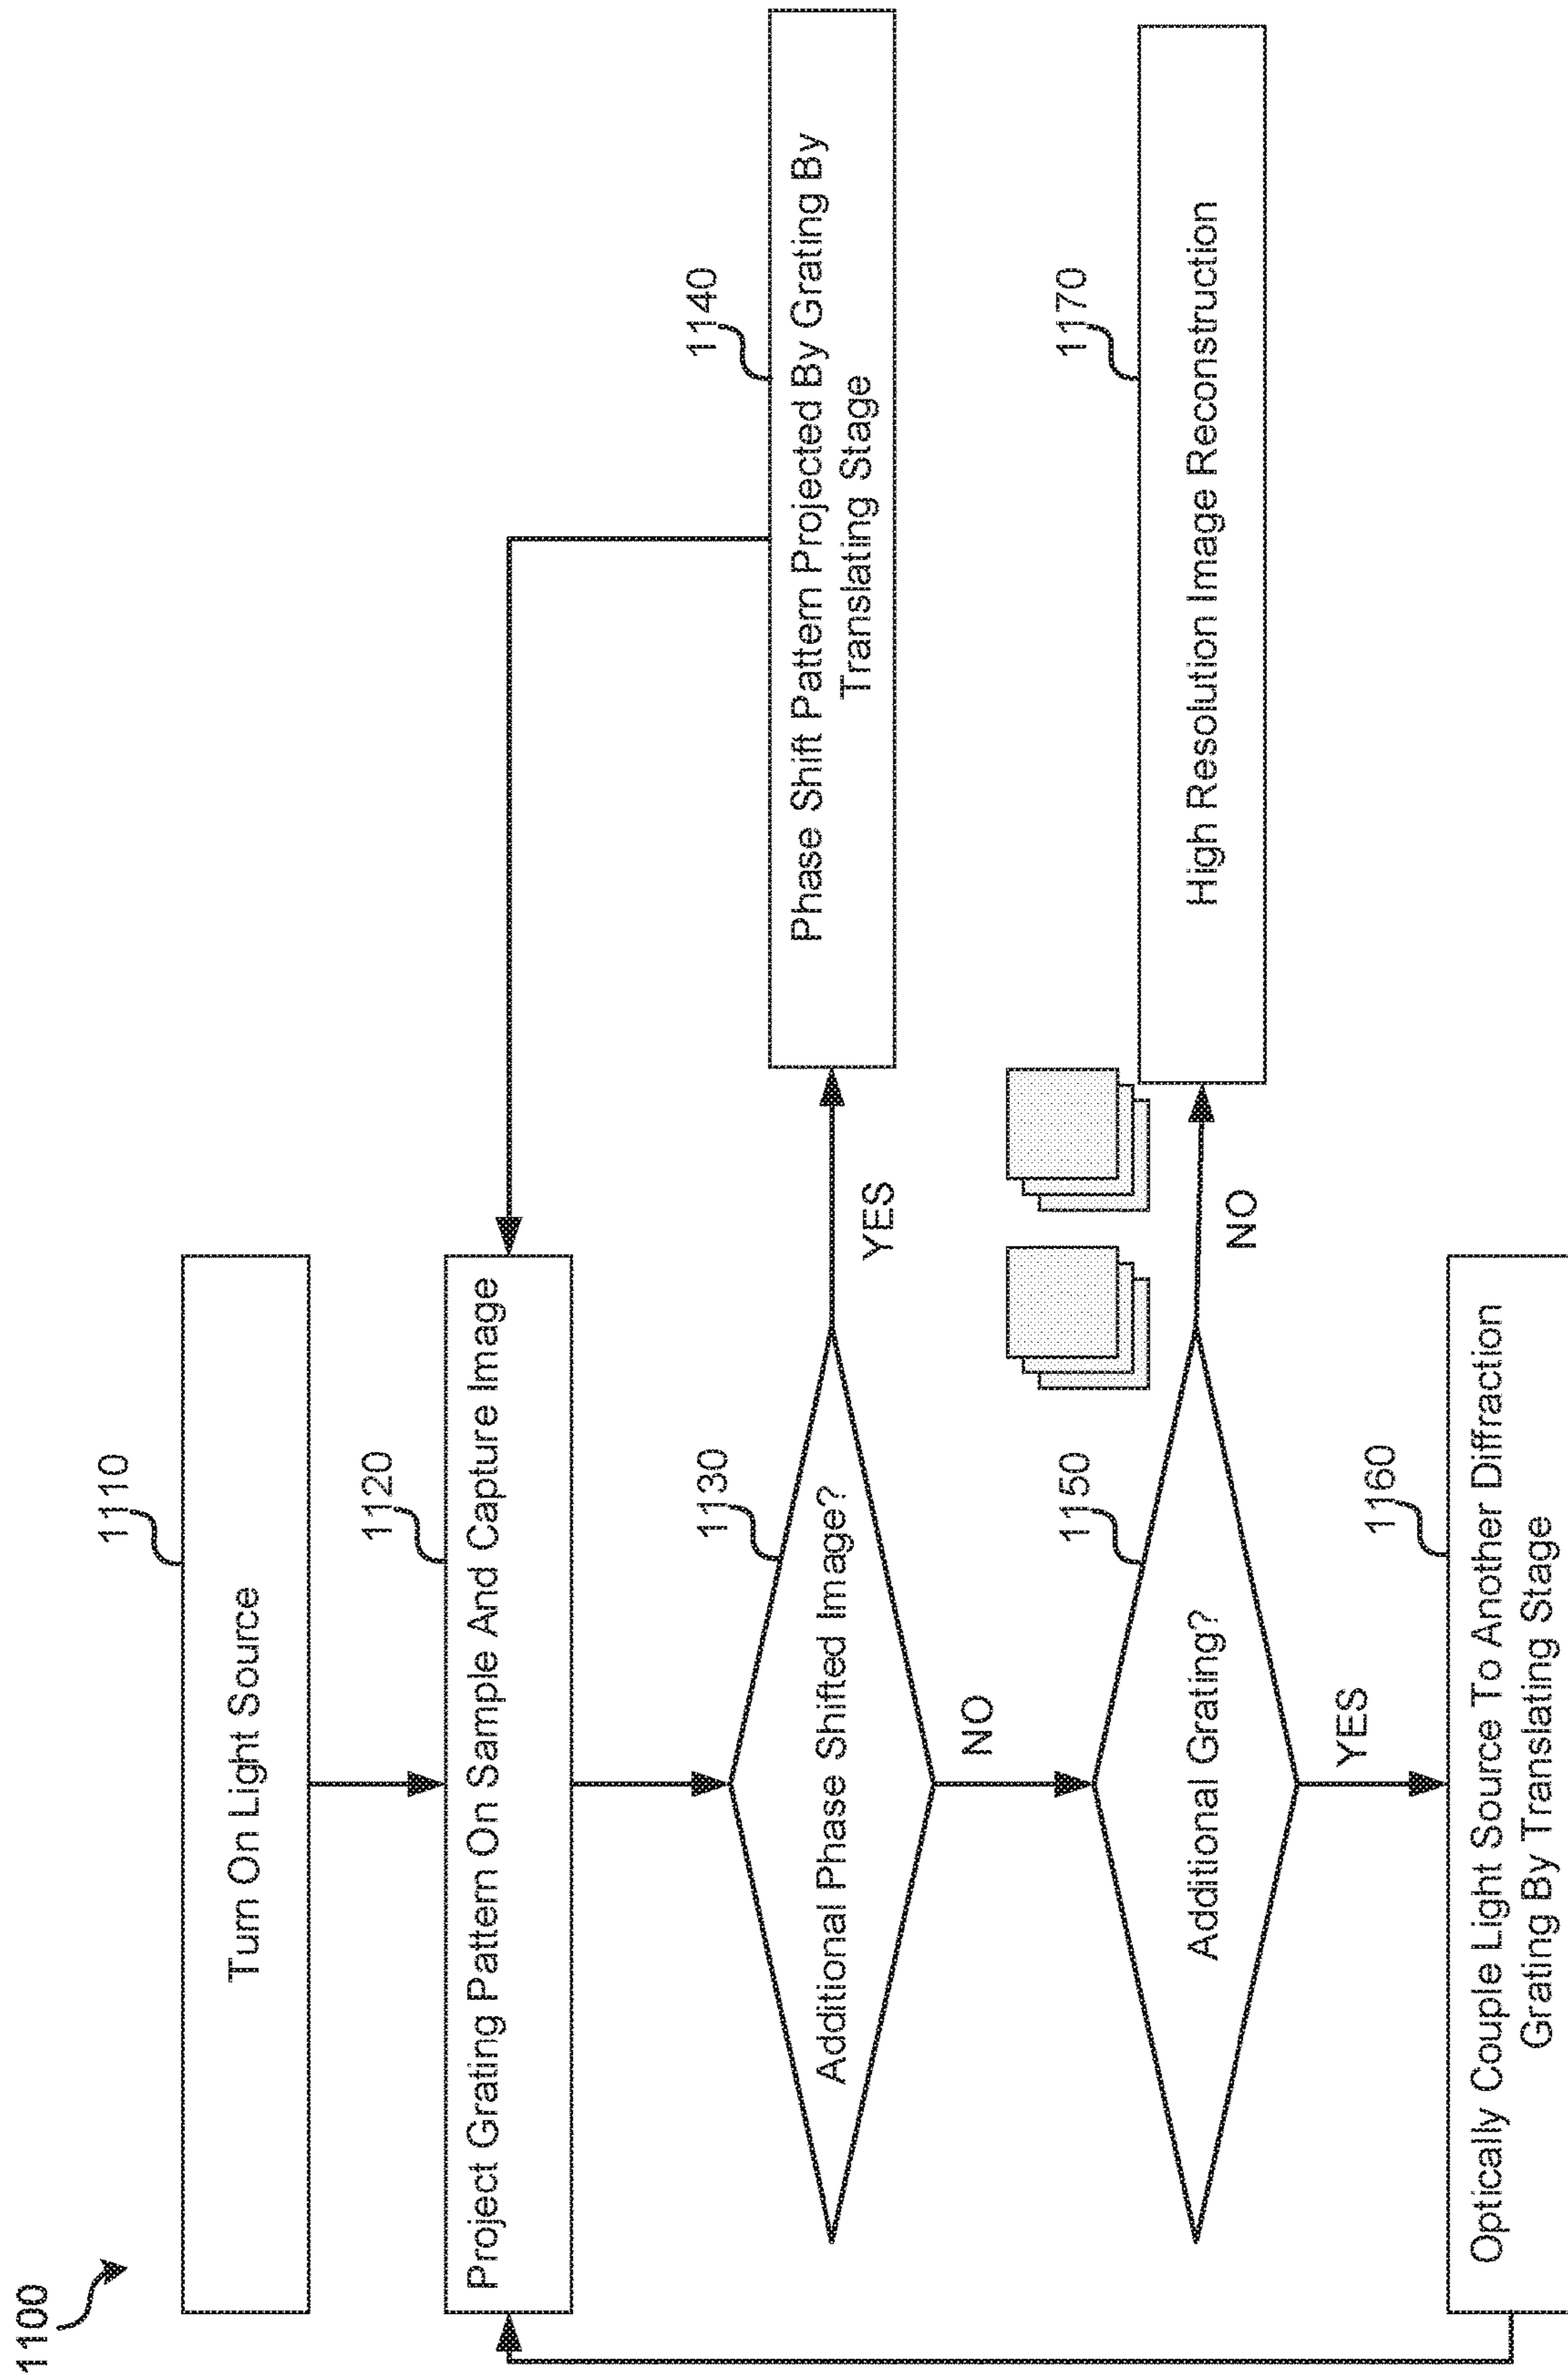 1100
1110
Turn On Light Source
1120
Project Grating Pattern On Sample And Capture Image
1130
Additional Phase Shifted Image?
YES
1140
Phase Shift Pattern Projected By Grating By
Translating Stage
NO
1150
Additional Grating?
NO
1170
High Resolution Image Reconstruction
YES
1160
Optically Couple Light Source To Another Diffraction
Grating By Translating Stage